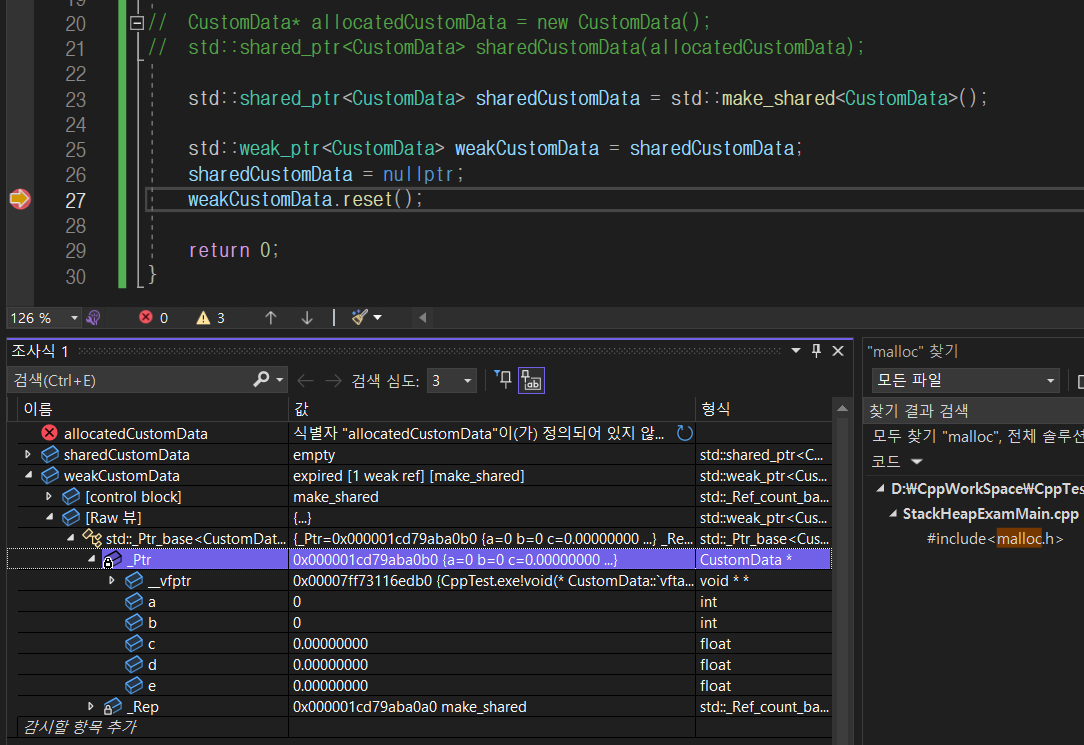 19
20 // CustomData* allocatedCustomData = new CustomData();
21 // std::shared_ptr<CustomData> sharedCustomData(allocatedCustomData);
22
23 std::shared_ptr<CustomData> sharedCustomData = std::make_shared<CustomData>();
24
25 std::weak_ptr<CustomData> weakCustomData = sharedCustomData;
26 sharedCustomData = nullptr;
27 weakCustomData.reset();
28
29 return 0;
30 }
126 % 0 3
조사식 1
검색(Ctrl+E) 검색 심도: 3
이름 값 형식
allocatedCustomData 식별자 "allocatedCustomData"이(가) 정의되어 있지 않...
sharedCustomData empty std::shared_ptr<C...
weakCustomData expired [1 weak ref] [make_shared] std::weak_ptr<Cus...
[control block] make_shared std::_Ref_count_ba...
[Raw 뷰] {...} std::weak_ptr<Cus...
std::_Ptr_base<CustomDat... {_Ptr=0x000001cd79aba0b0 {a=0 b=0 c=0.00000000 ...} _Re... std::_Ptr_base<Cus...
_Ptr 0x000001cd79aba0b0 {a=0 b=0 c=0.00000000 ...} CustomData *
__vfptr 0x00007ff73116edb0 {CppTest.exe!void(* CustomData::`vfta... void * *
a 0 int
b 0 int
c 0.00000000 float
d 0.00000000 float
e 0.00000000 float
_Rep 0x000001cd79aba0a0 make_shared std::_Ref_count_ba...
감시할 항목 추가
"malloc" 찾기
모든 파일
찾기 결과 검색
모두 찾기 "malloc", 전체 솔루션
코드
D:₩CppWorkSpace₩CppTes
StackHeapExamMain.cpp
#include<malloc.h>